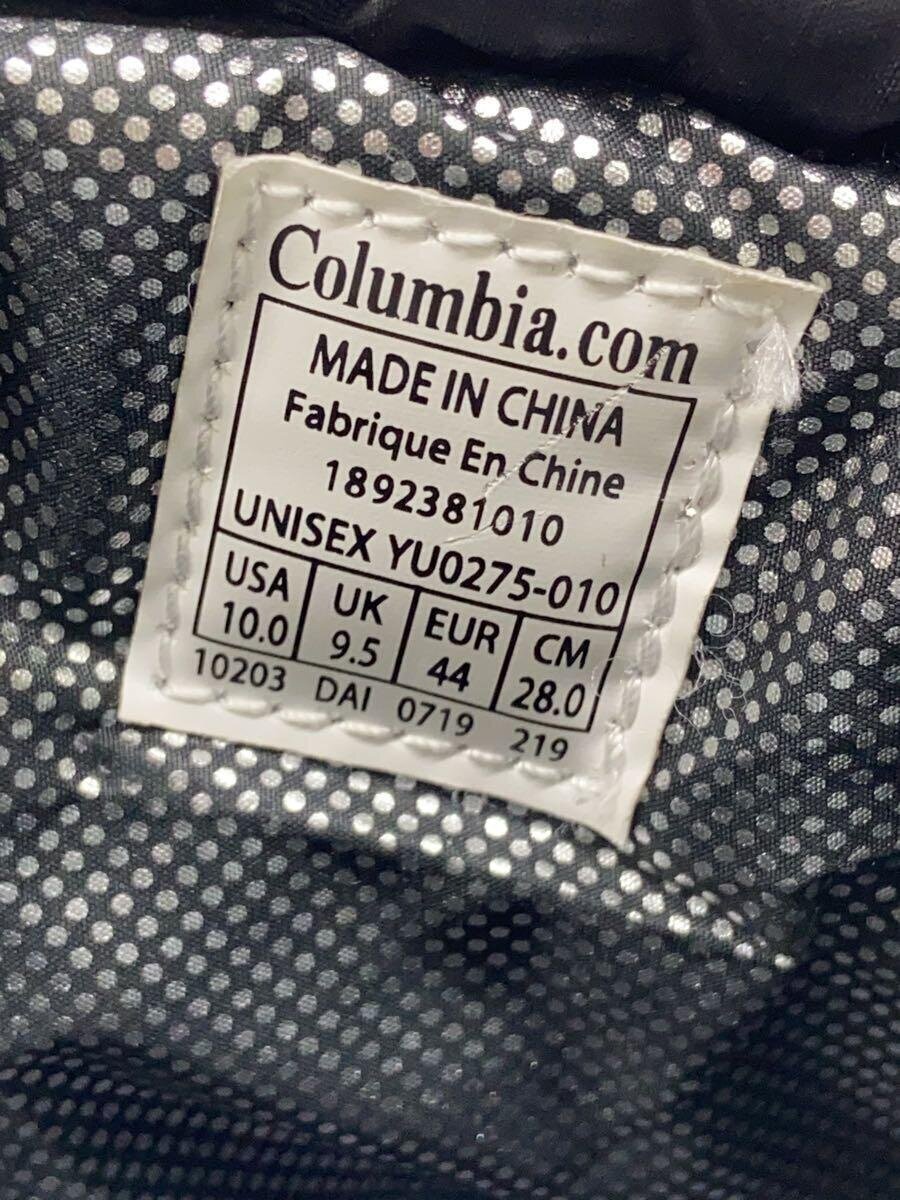 Columbia.com
MADE IN CHINA
Fabrique En Chine
1892381010
UNISEX YU0275-010
USA UK EUR CM
10.0 9.5 44 28.0
10203 DAI 0719 219